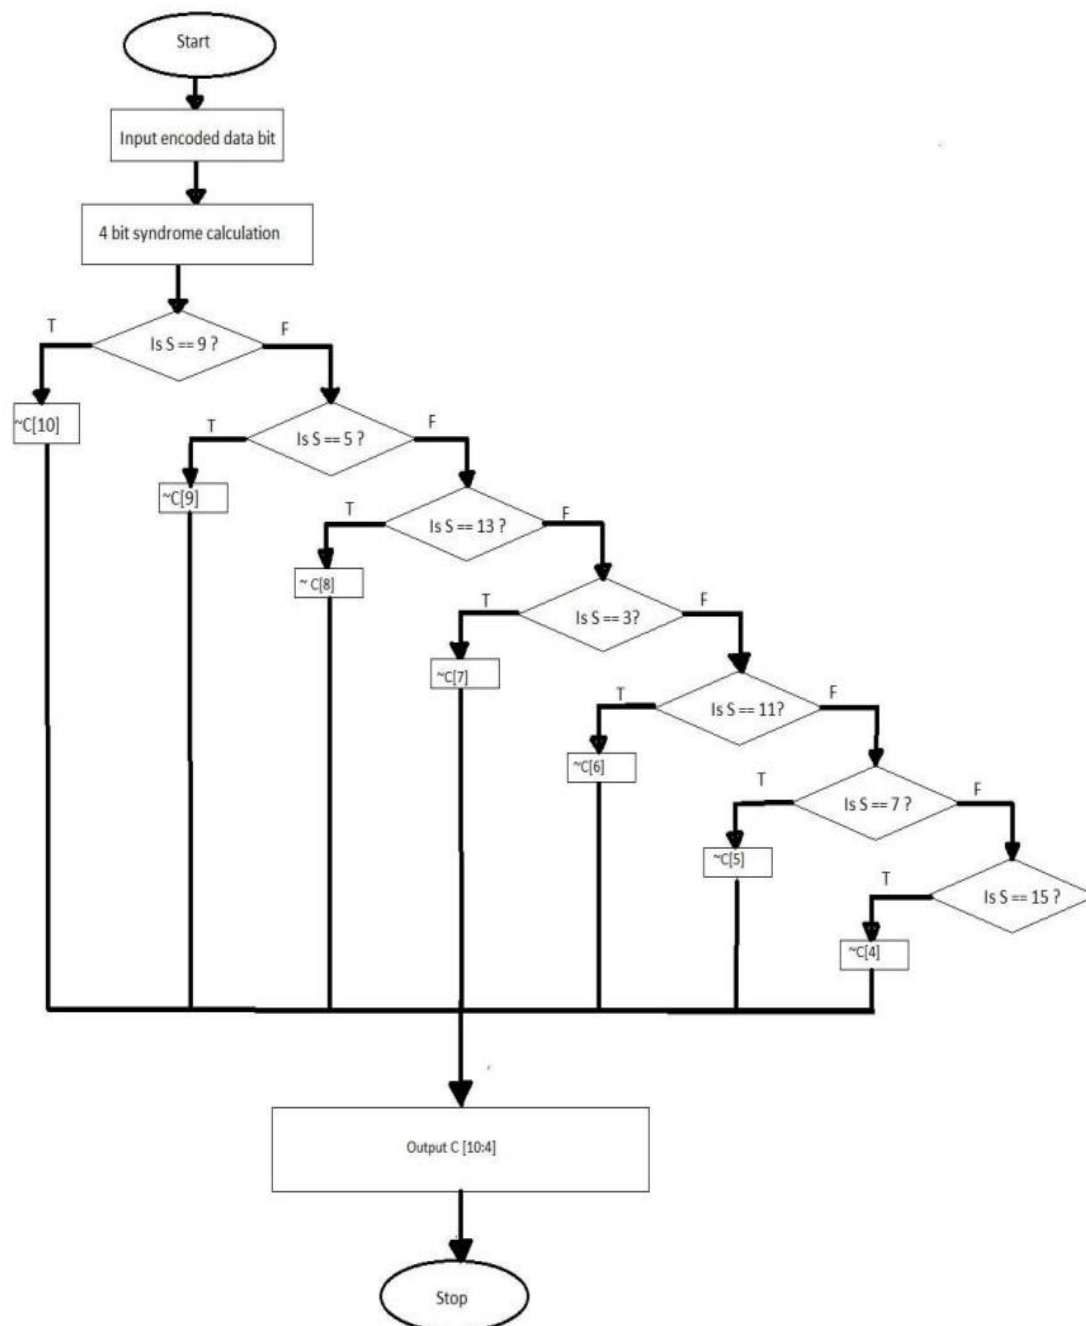 Start
Input encoded data bit
4 bit syndrome calculation
T
Is S == 9 ?
F
~C[10]
T
Is S == 5 ?
F
~C[9]
T
Is S == 13 ?
F
~ C[8]
T
Is S == 3?
F
~C[7]
T
Is S == 11?
F
~C[6]
T
Is S == 7 ?
F
~C[5]
T
Is S == 15 ?
~C[4]
Output C [10:4]
Stop